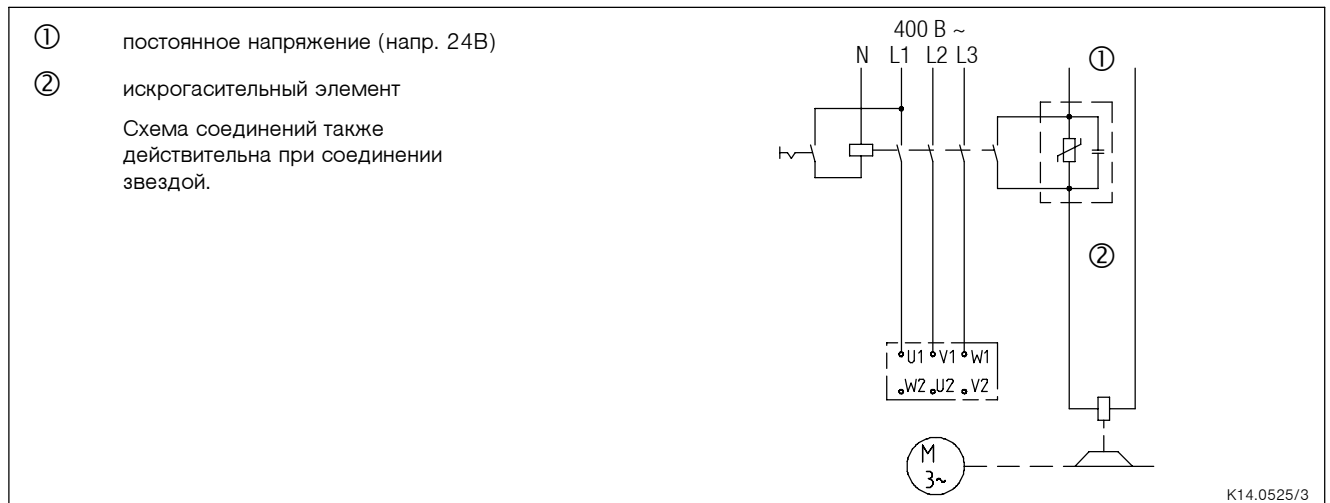 ① постоянное напряжение (напр. 24В)
② искрогасительный элемент
Схема соединений также
действительна при соединении
звездой.
400 В ~
N L1 L2 L3
①
②
U1 V1 W1
W2 U2 V2
M
3~
K14.0525/3